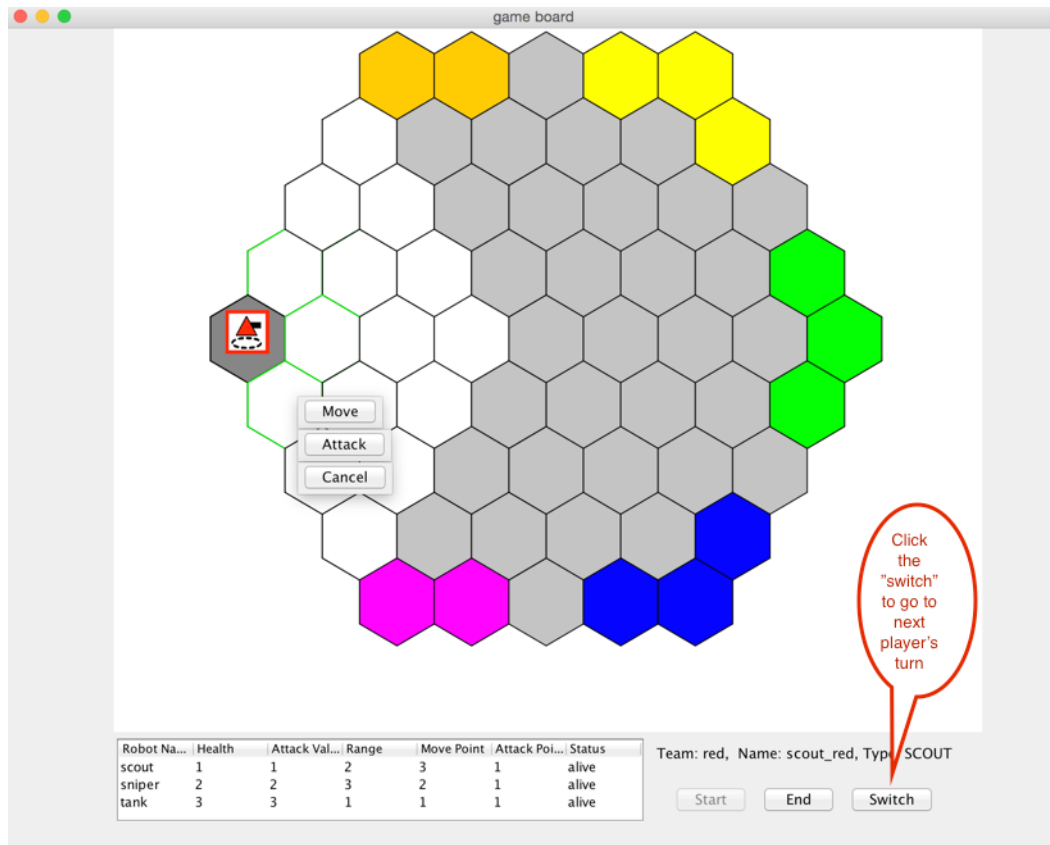 game board
Move
Attack
Cancel
Click
the
"switch"
to go to
next
player's
turn
Robot Na... Health Attack Val... Range Move Point Attack Poi... Status
scout 1 1 2 3 1 alive
sniper 2 2 3 2 1 alive
tank 3 3 1 1 1 alive
Team: red, Name: scout_red, Type: SCOUT
Start End Switch